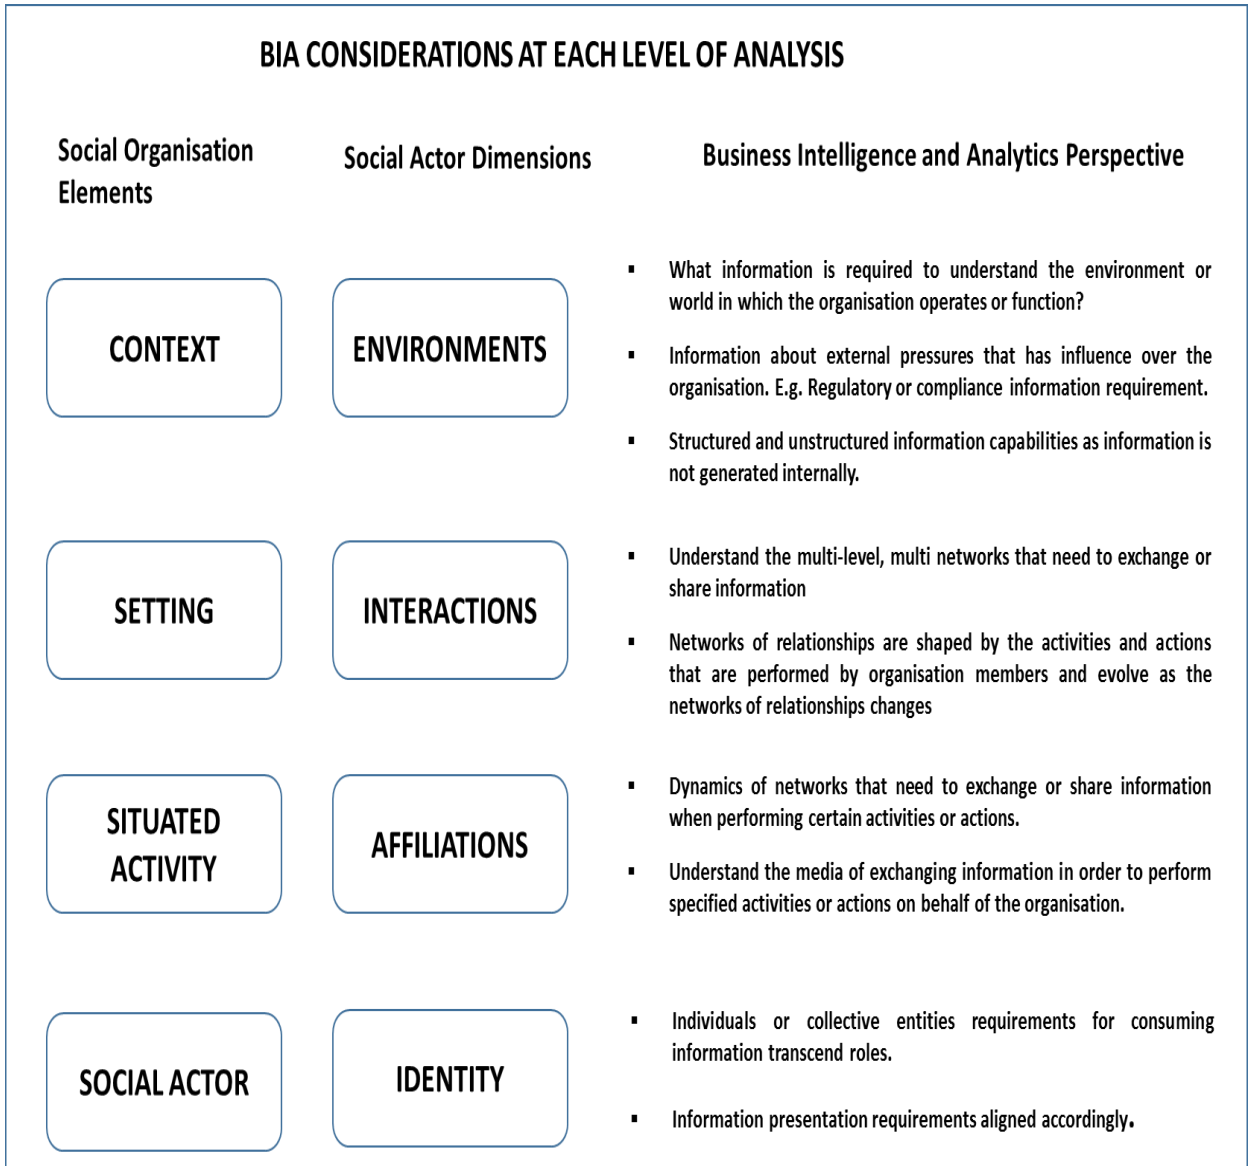 BIA CONSIDERATIONS AT EACH LEVEL OF ANALYSIS
Social Organisation
Elements
Social Actor Dimensions
Business Intelligence and Analytics Perspective
CONTEXT
ENVIRONMENTS
▪ What information is required to understand the environment or
world in which the organisation operates or function?
▪ Information about external pressures that has influence over the
organisation. E.g. Regulatory or compliance information requirement.
▪ Structured and unstructured information capabilities as information is
not generated internally.
SETTING
INTERACTIONS
▪ Understand the multi-level, multi networks that need to exchange or
share information
▪ Networks of relationships are shaped by the activities and actions
that are performed by organisation members and evolve as the
networks of relationships changes
SITUATED
ACTIVITY
AFFILIATIONS
▪ Dynamics of networks that need to exchange or share information
when performing certain activities or actions.
▪ Understand the media of exchanging information in order to perform
specified activities or actions on behalf of the organisation.
SOCIAL ACTOR
IDENTITY
▪ Individuals or collective entities requirements for consuming
information transcend roles.
▪ Information presentation requirements aligned accordingly.